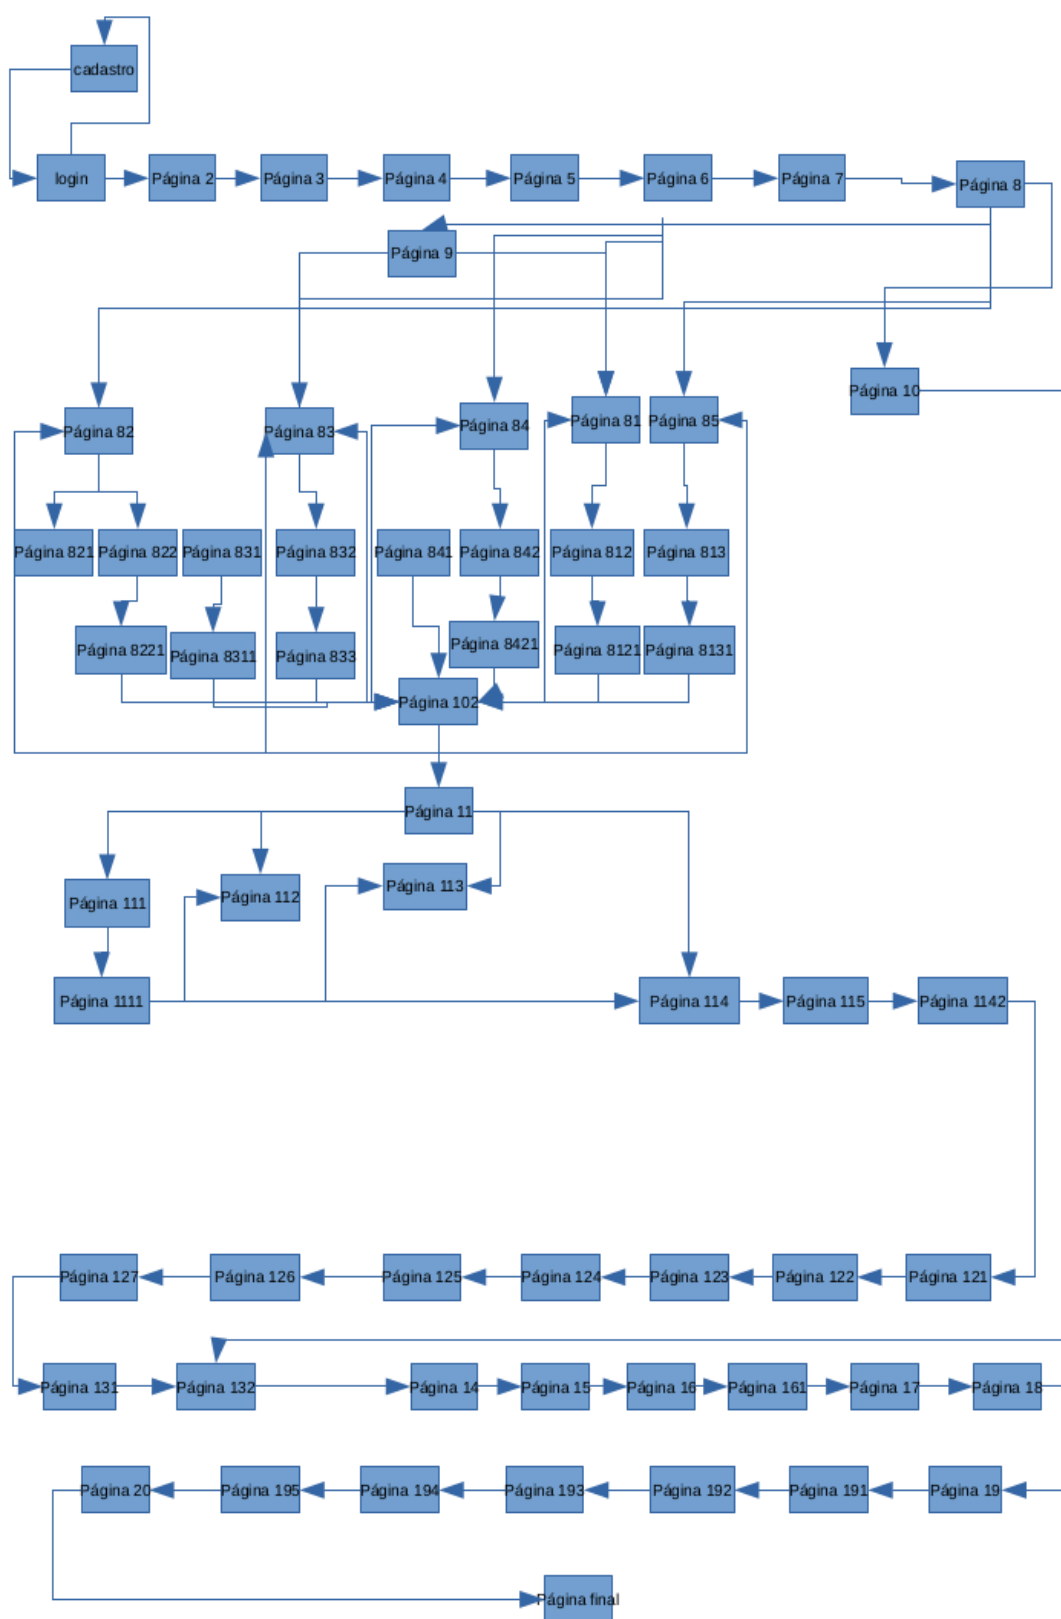 cadastro
login
Página 2
Página 3
Página 4
Página 5
Página 6
Página 7
Página 8
Página 9
Página 10
Página 82
Página 83
Página 84
Página 81
Página 85
Página 821
Página 822
Página 831
Página 832
Página 841
Página 842
Página 812
Página 813
Página 8221
Página 8311
Página 833
Página 8421
Página 8121
Página 8131
Página 102
Página 11
Página 111
Página 112
Página 113
Página 1111
Página 114
Página 115
Página 1142
Página 127
Página 126
Página 125
Página 124
Página 123
Página 122
Página 121
Página 131
Página 132
Página 14
Página 15
Página 16
Página 161
Página 17
Página 18
Página 20
Página 195
Página 194
Página 193
Página 192
Página 191
Página 19
Página final